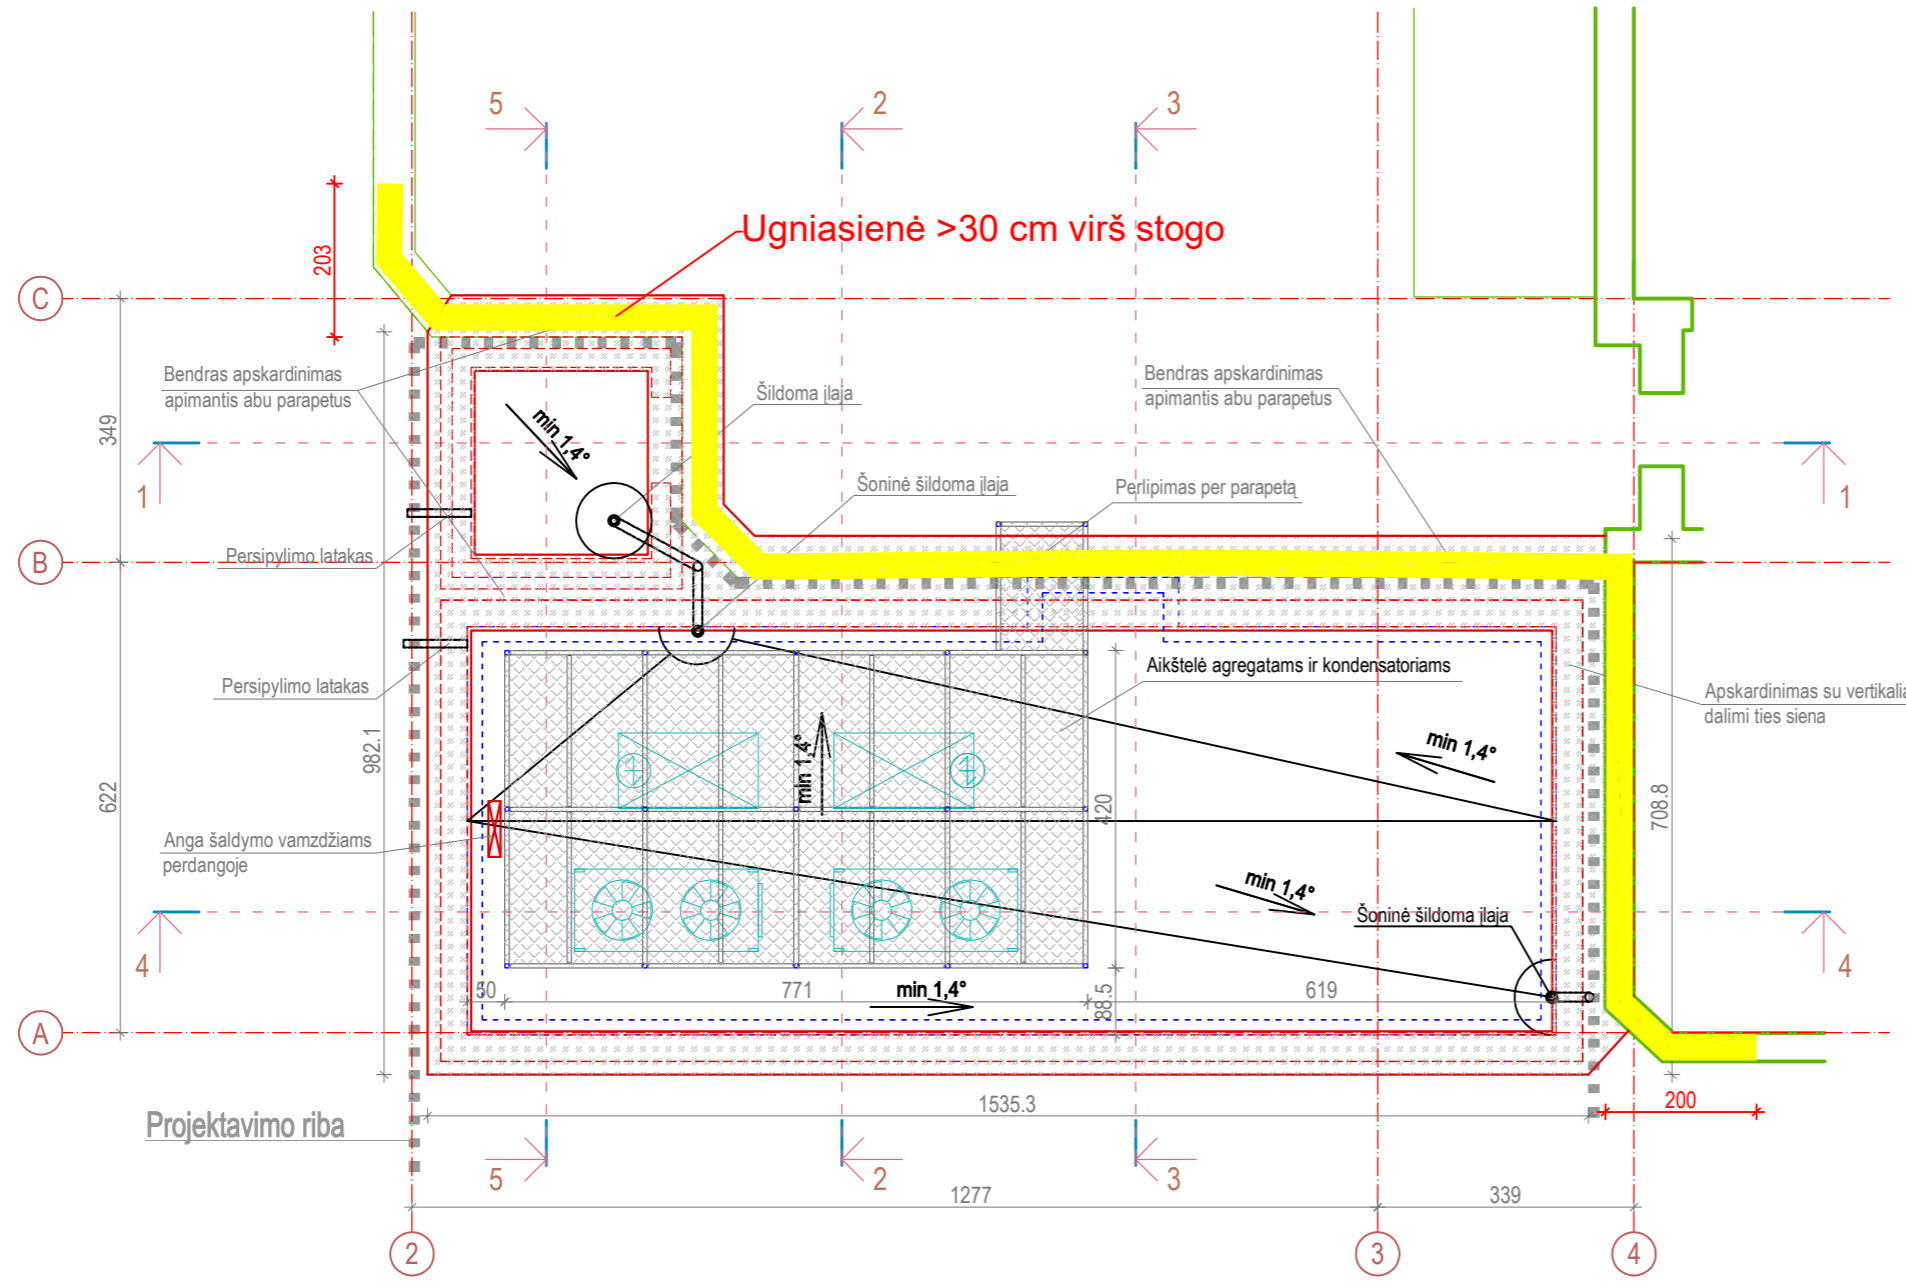 5
2
3
Ugniasienė >30 cm virš stogo
203
C
Bendras apskardinimas
apimantis abu parapetus
Šildoma įlaja
Bendras apskardinimas
apimantis abu parapetus
349
min 1,4°
1
Šoninė šildoma įlaja
Perlipimas per parapetą
1
B
Persipylimo latakas
Persipylimo latakas
Aikštelė agregatams ir kondensatoriams
Apskardinimas su vertikalia
dalimi ties siena
982.1
min 1,4°
min 1,4°
622
420
708.8
Anga šaldymo vamzdžiams
perdangoje
min 1,4°
Šoninė šildoma įlaja
4
4
50
771
min 1,4°
88.5
619
A
1535.3
200
Projektavimo riba
5
2
3
1277
339
2
3
4